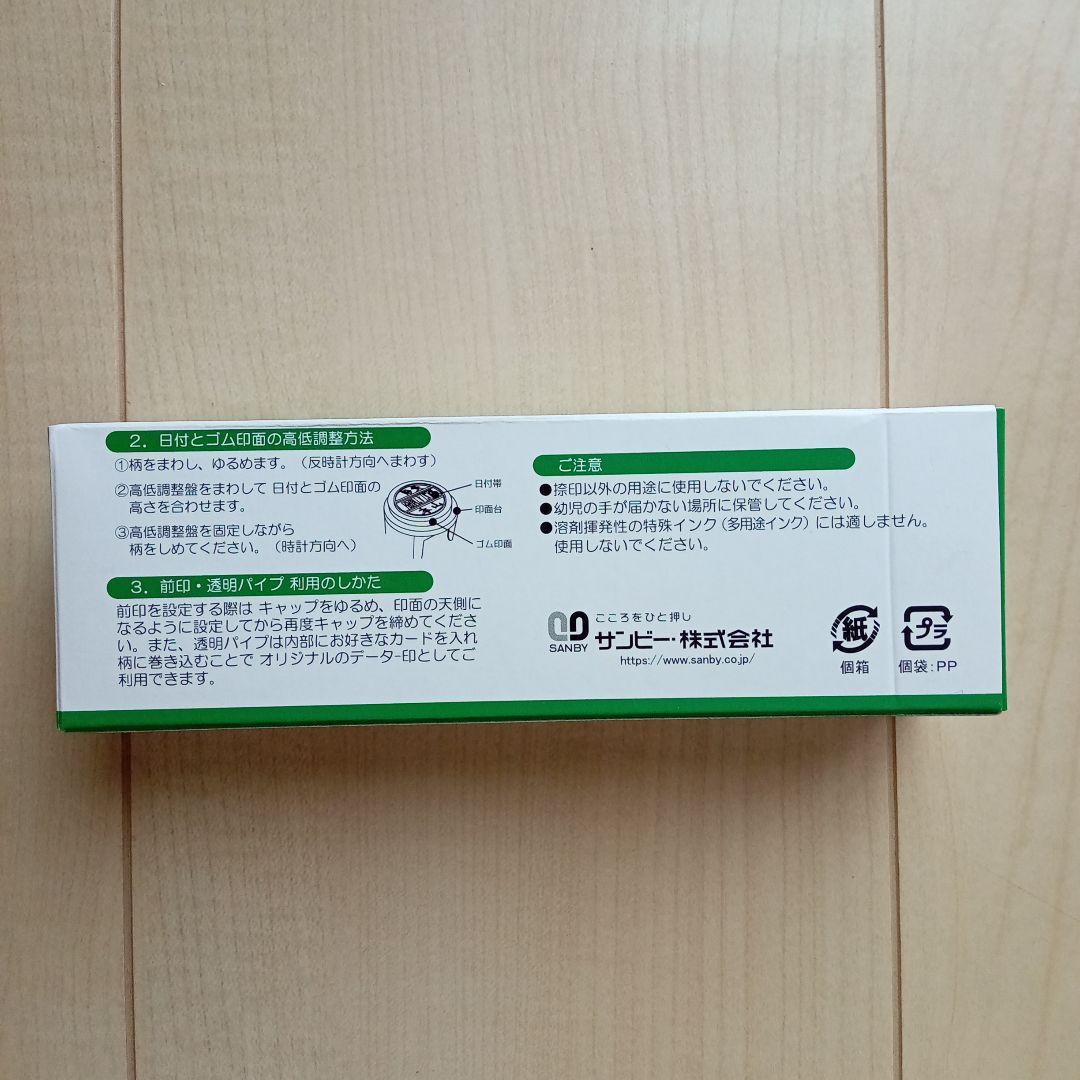 2．日付とゴム印面の高低調整方法
①柄をまわし、ゆるめます。（反時計方向へまわす）
②高低調整盤をまわして 日付とゴム印面の
高さを合わせます。
③高低調整盤を固定しながら
柄をしめてください。（時計方向へ）
日付帯
印面台
ゴム印面
3．前印・透明パイプ 利用のしかた
前印を設定する際は キャップをゆるめ、印面の天側に
なるように設定してから再度キャップを締めてくださ
い。また、透明パイプは内部にお好きなカードを入れ
柄に巻き込むことで オリジナルのデーター印としてご
利用できます。
ご注意
●捺印以外の用途に使用しないでください。
●幼児の手が届かない場所に保管してください。
●溶剤揮発性の特殊インク（多用途インク）には適しません。
使用しないでください。
こころをひと押し
SANBY サンビー・株式会社
https://www.sanby.co.jp/
紙
個箱
プラ
個袋：PP